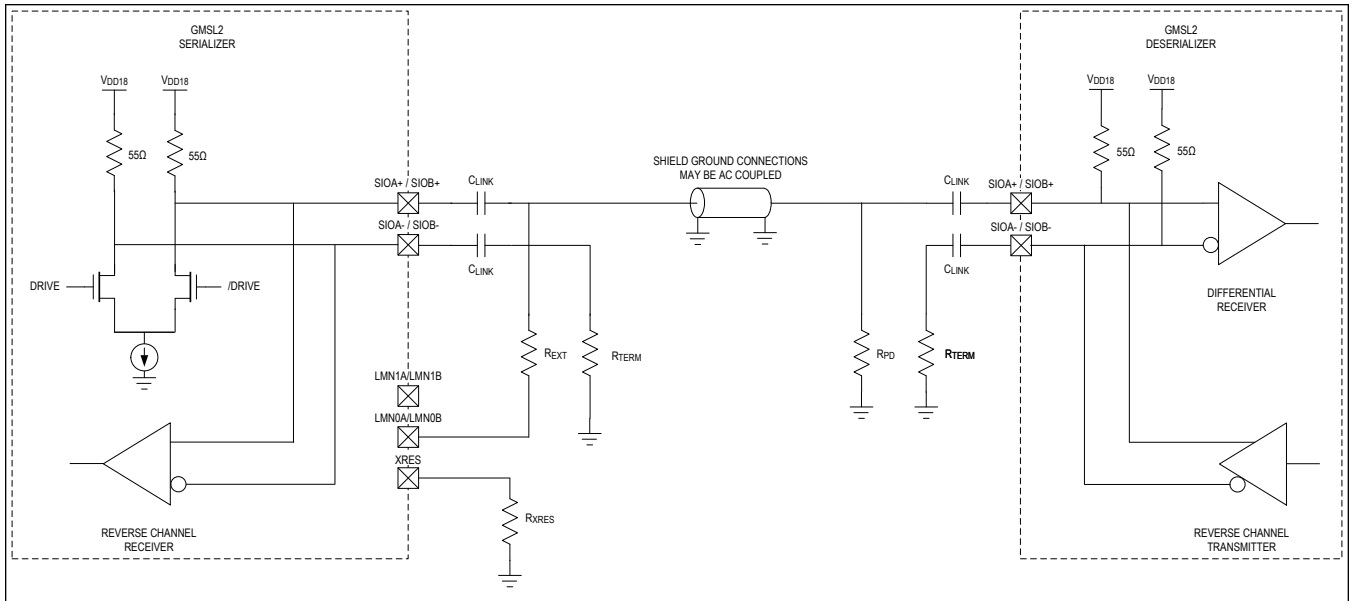 GMSL2
SERIALIZER
GMSL2
DESERIALIZER
VDD18
VDD18
VDD18
VDD18
55Ω
55Ω
55Ω
55Ω
SHIELD GROUND CONNECTIONS
MAY BE AC COUPLED
SIOA+ / SIOB+
CLINK
CLINK
SIOA+ / SIOB+
SIOA- / SIOB-
CLINK
CLINK
SIOA- / SIOB-
DRIVE
/DRIVE
DIFFERENTIAL
RECEIVER
REXT
RTERM
RPD
RTERM
LMN1A/LMN1B
LMN0A/LMN0B
XRES
RXRES
REVERSE CHANNEL
RECEIVER
REVERSE CHANNEL
TRANSMITTER